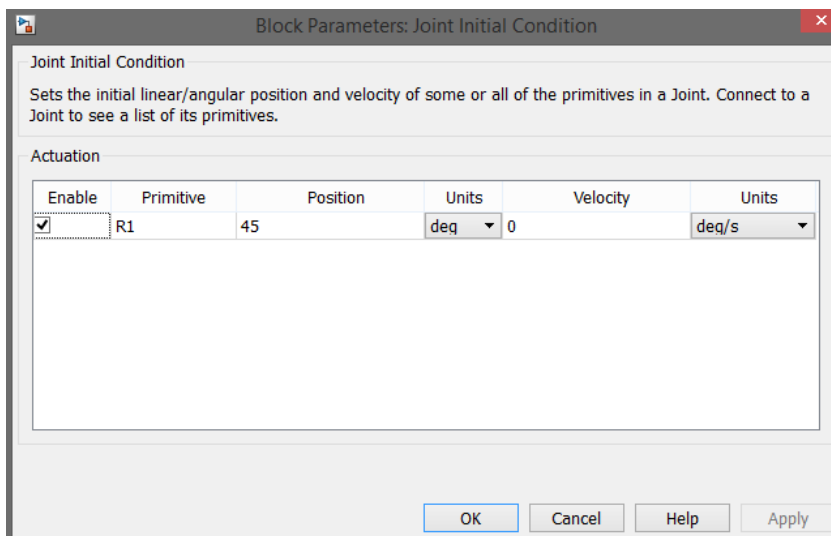 Block Parameters: Joint Initial Condition
Joint Initial Condition
Sets the initial linear/angular position and velocity of some or all of the primitives in a Joint. Connect to a
Joint to see a list of its primitives.
Actuation
Enable Primitive Position Units Velocity Units
R1 45 deg 0 deg/s
OK Cancel Help Apply